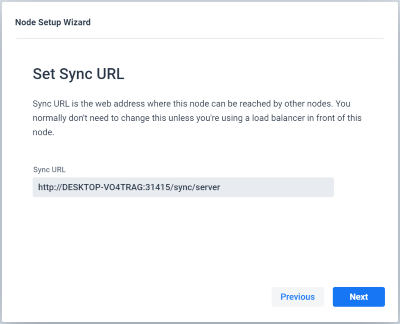 Node Setup Wizard
Set Sync URL
Sync URL is the web address where this node can be reached by other nodes. You
normally don't need to change this unless you're using a load balancer in front of this
node.
Sync URL
http://DESKTOP-VO4TRAG:31415/sync/server
Previous
Next